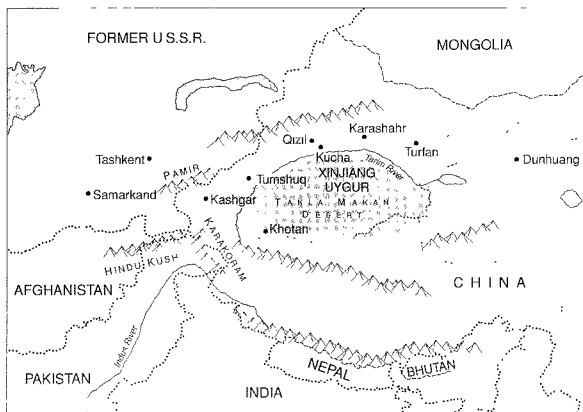 FORMER U.S.S.R.
MONGOLIA
Qizil
Karashahr
Turfan
Kucha
Tarim River
Dunhuang
Tashkent
PAMIR
Tumshuq
XINJIANG
UYGUR
Samarkand
Kashgar
TAKLA MAKAN
DESERT
Khotan
KARAKORAM
HINDU KUSH
AFGHANISTAN
CHINA
Indus River
PAKISTAN
NEPAL
BHUTAN
INDIA